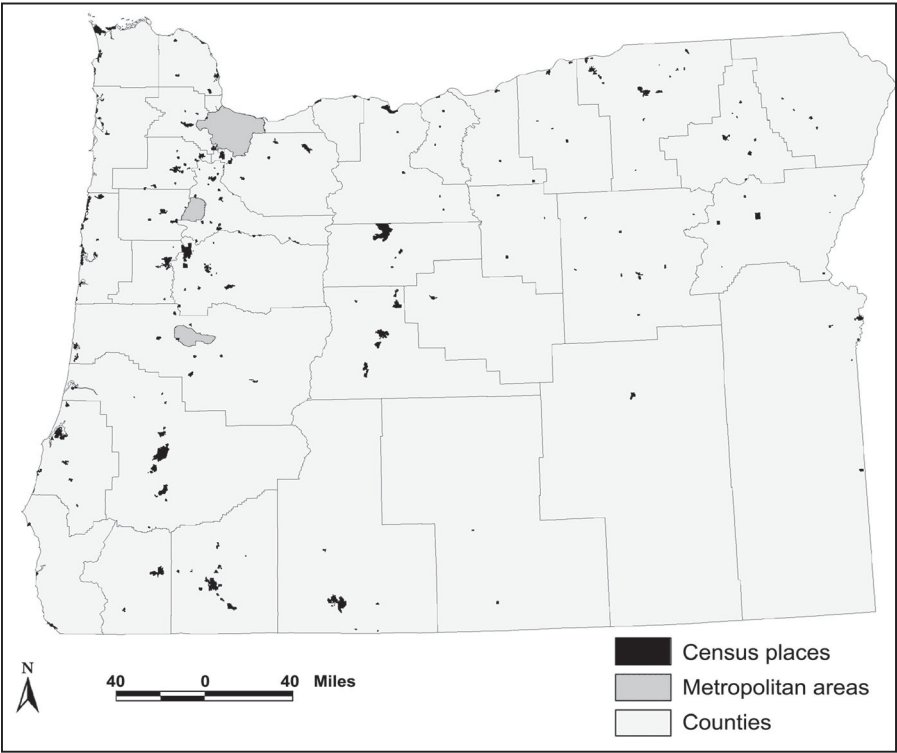 N
40 0 40 Miles
Census places
Metropolitan areas
Counties